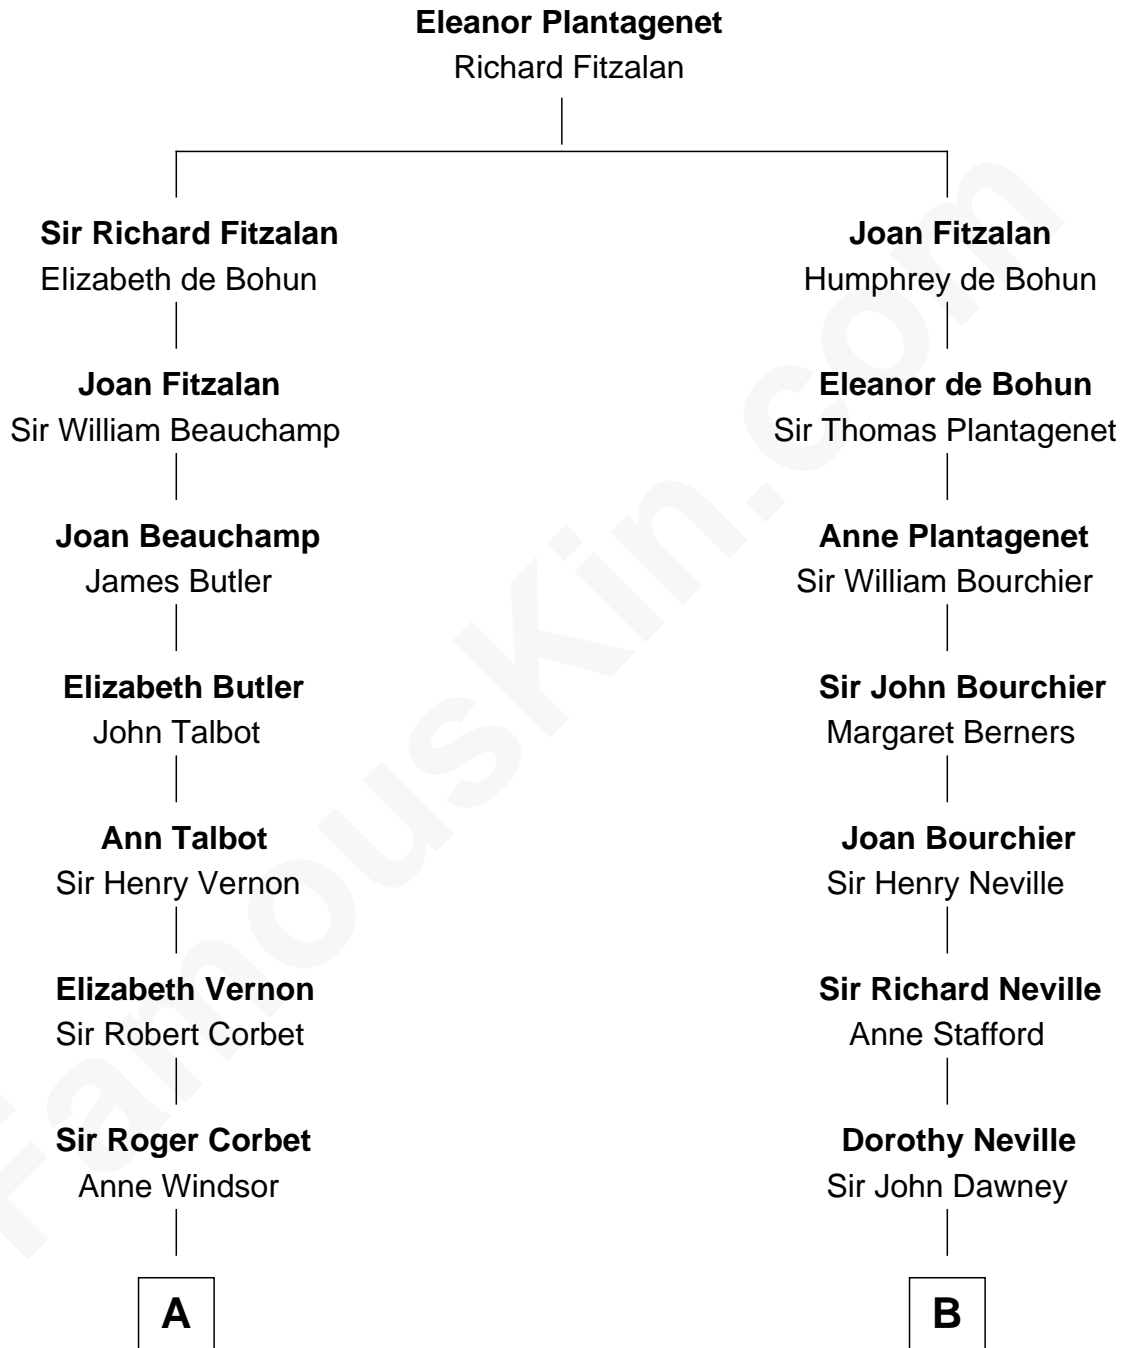 Eleanor Plantagenet
Richard Fitzalan
Sir Richard Fitzalan
Elizabeth de Bohun
Joan Fitzalan
Sir William Beauchamp
Joan Beauchamp
James Butler
Elizabeth Butler
John Talbot
Ann Talbot
Sir Henry Vernon
Elizabeth Vernon
Sir Robert Corbet
Sir Roger Corbet
Anne Windsor
A
Joan Fitzalan
Humphrey de Bohun
Eleanor de Bohun
Sir Thomas Plantagenet
Anne Plantagenet
Sir William Bourchier
Sir John Bourchier
Margaret Berners
Joan Bourchier
Sir Henry Neville
Sir Richard Neville
Anne Stafford
Dorothy Neville
Sir John Dawney
B
FamousKin.com